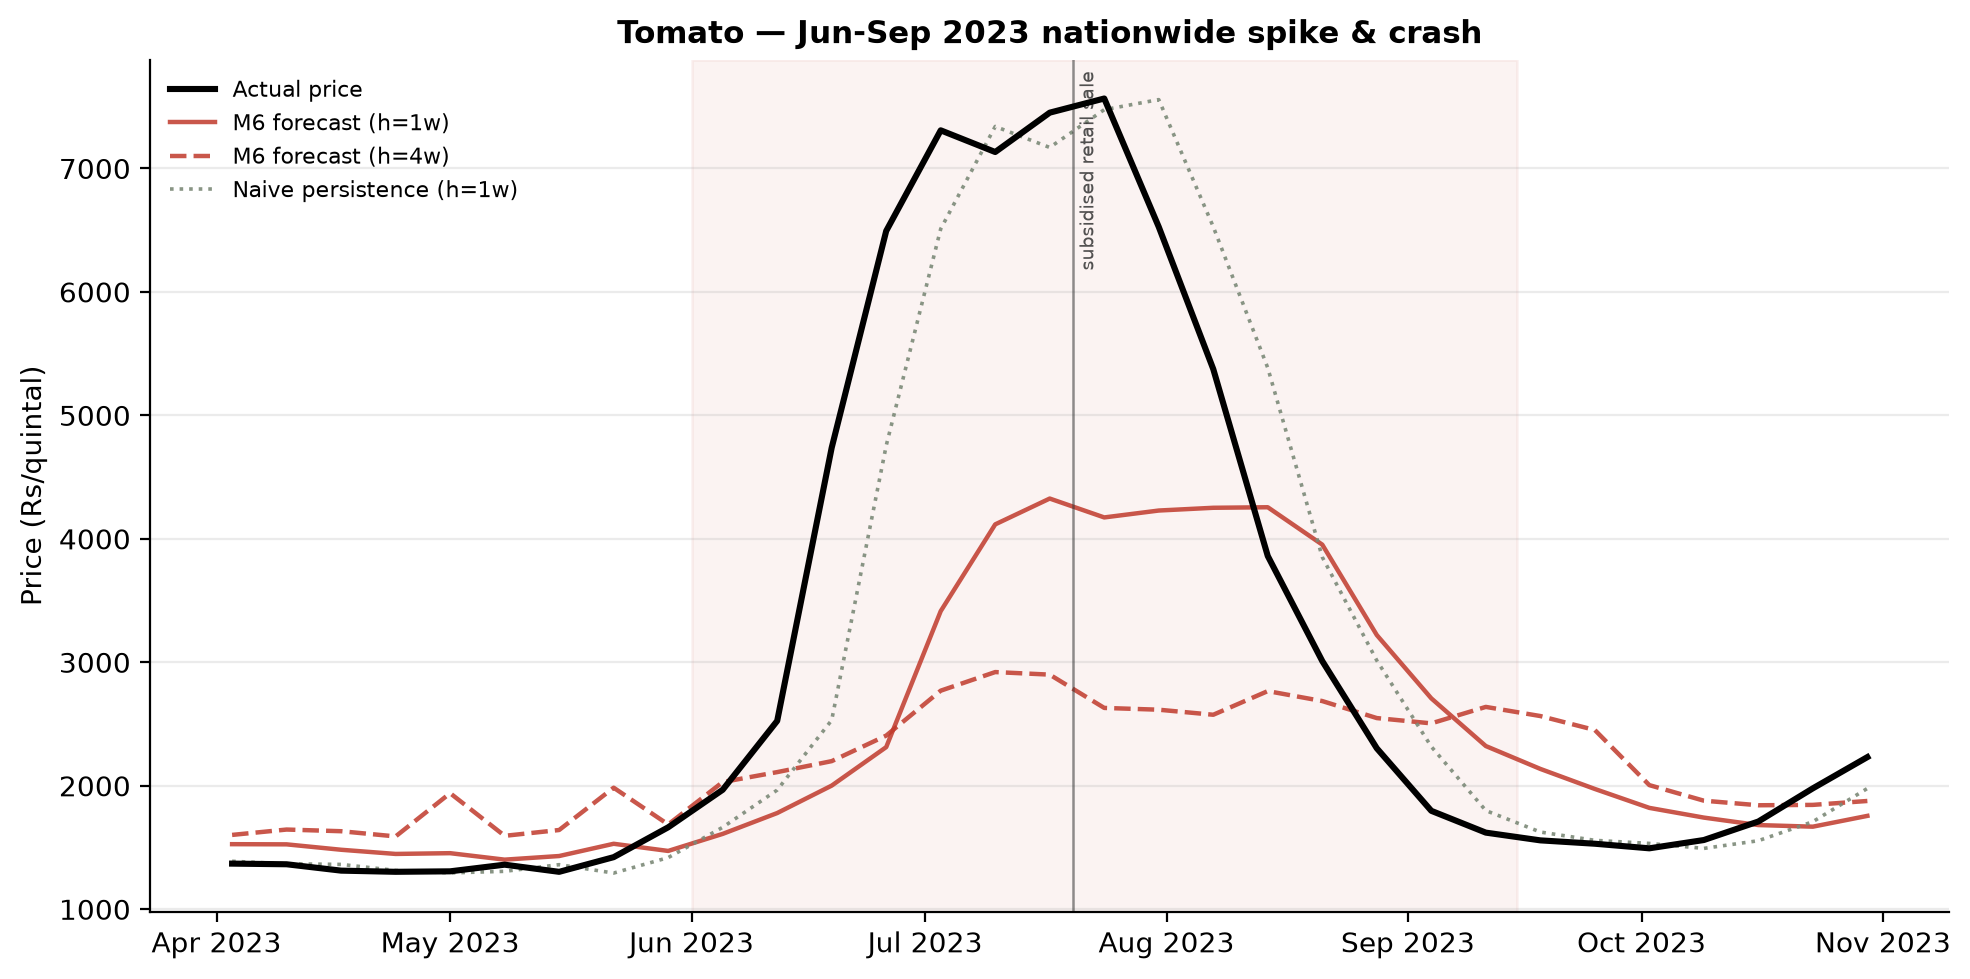 Tomato — Jun-Sep 2023 nationwide spike & crash
Actual price
M6 forecast (h=1w)
M6 forecast (h=4w)
Naive persistence (h=1w)
subsidised retail sale
Price (Rs/quintal)
7000
6000
5000
4000
3000
2000
1000
Apr 2023 May 2023 Jun 2023 Jul 2023 Aug 2023 Sep 2023 Oct 2023 Nov 2023